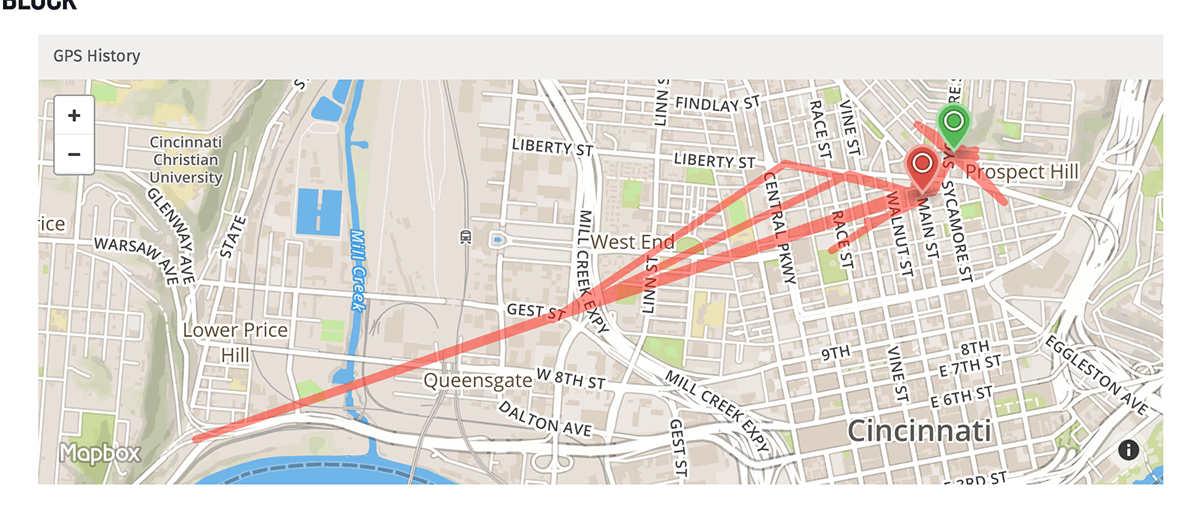 BLOCK
GPS History
+
−
FINDLAY ST
LINN S
RACE ST
VINE ST
SYCAMORE ST
Cincinnati
Christian
University
LIBERTY ST
LIBERTY ST
Prospect Hill
GLENWAY AVE
STATE
CENTRAL PKWY
RACE ST
WALNUT ST
MAIN ST
rice
WARSAW AVE
Mill Creek
MILL CREEK EXPY
West End
LINN ST
GEST ST
Lower Price
Hill
Queensgate
W 8TH ST
MILL CREEK EXPY
9TH
VINE ST
8TH
E 7TH ST
E 6TH ST
EGGLESTON AVE
DALTON AVE
GEST ST
Cincinnati
Mapbox
i
E 3RD ST